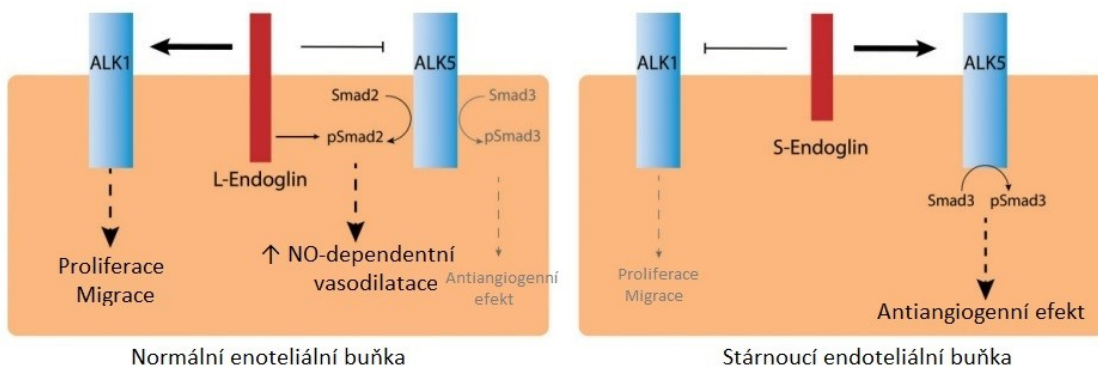 ALK1
ALK5
Smad2
Smad3
pSmad2
pSmad3
L-Endoglin
↑ NO-dependentní
vasodilatace
Proliferace
Migrace
Antiangiogenní
efekt
Normální enoteliální buňka
ALK1
ALK5
S-Endoglin
Smad3
pSmad3
Proliferace
Migrace
Antiangiogenní efekt
Stárnoucí endoteliální buňka